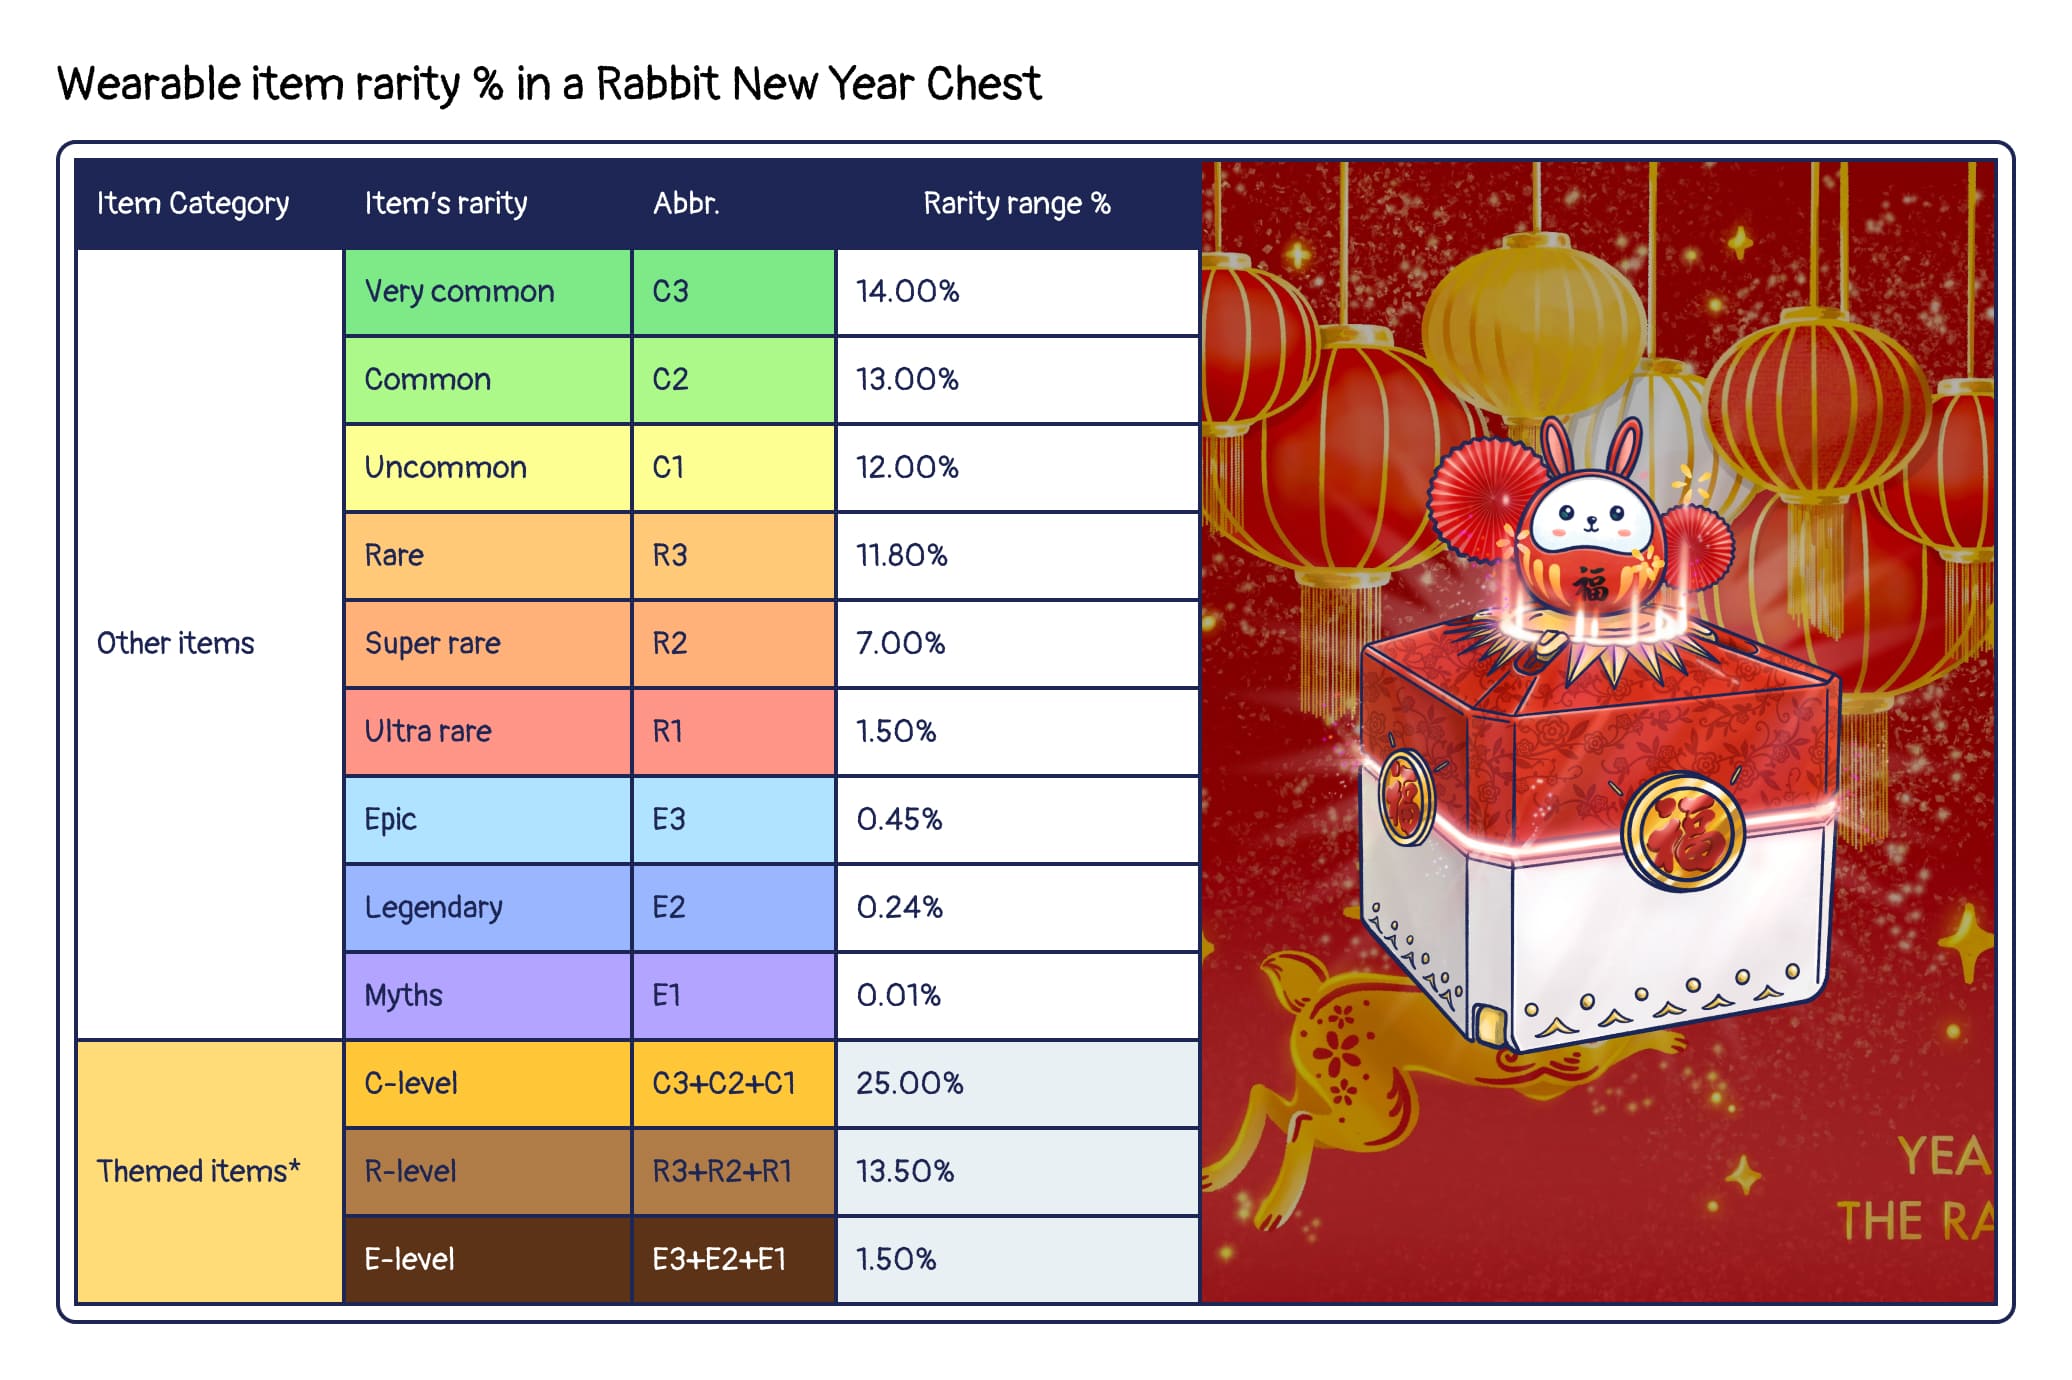 Wearable item rarity % in a Rabbit New Year Chest
Item Category Item's rarity Abbr. Rarity range %
Other items
Very common C3 14.00%
Common C2 13.00%
Uncommon C1 12.00%
Rare R3 11.80%
Super rare R2 7.00%
Ultra rare R1 1.50%
Epic E3 0.45%
Legendary E2 0.24%
Myths E1 0.01%
Themed items*
C-level C3+C2+C1 25.00%
R-level R3+R2+R1 13.50%
E-level E3+E2+E1 1.50%
福
福
福
YEA
THE RA